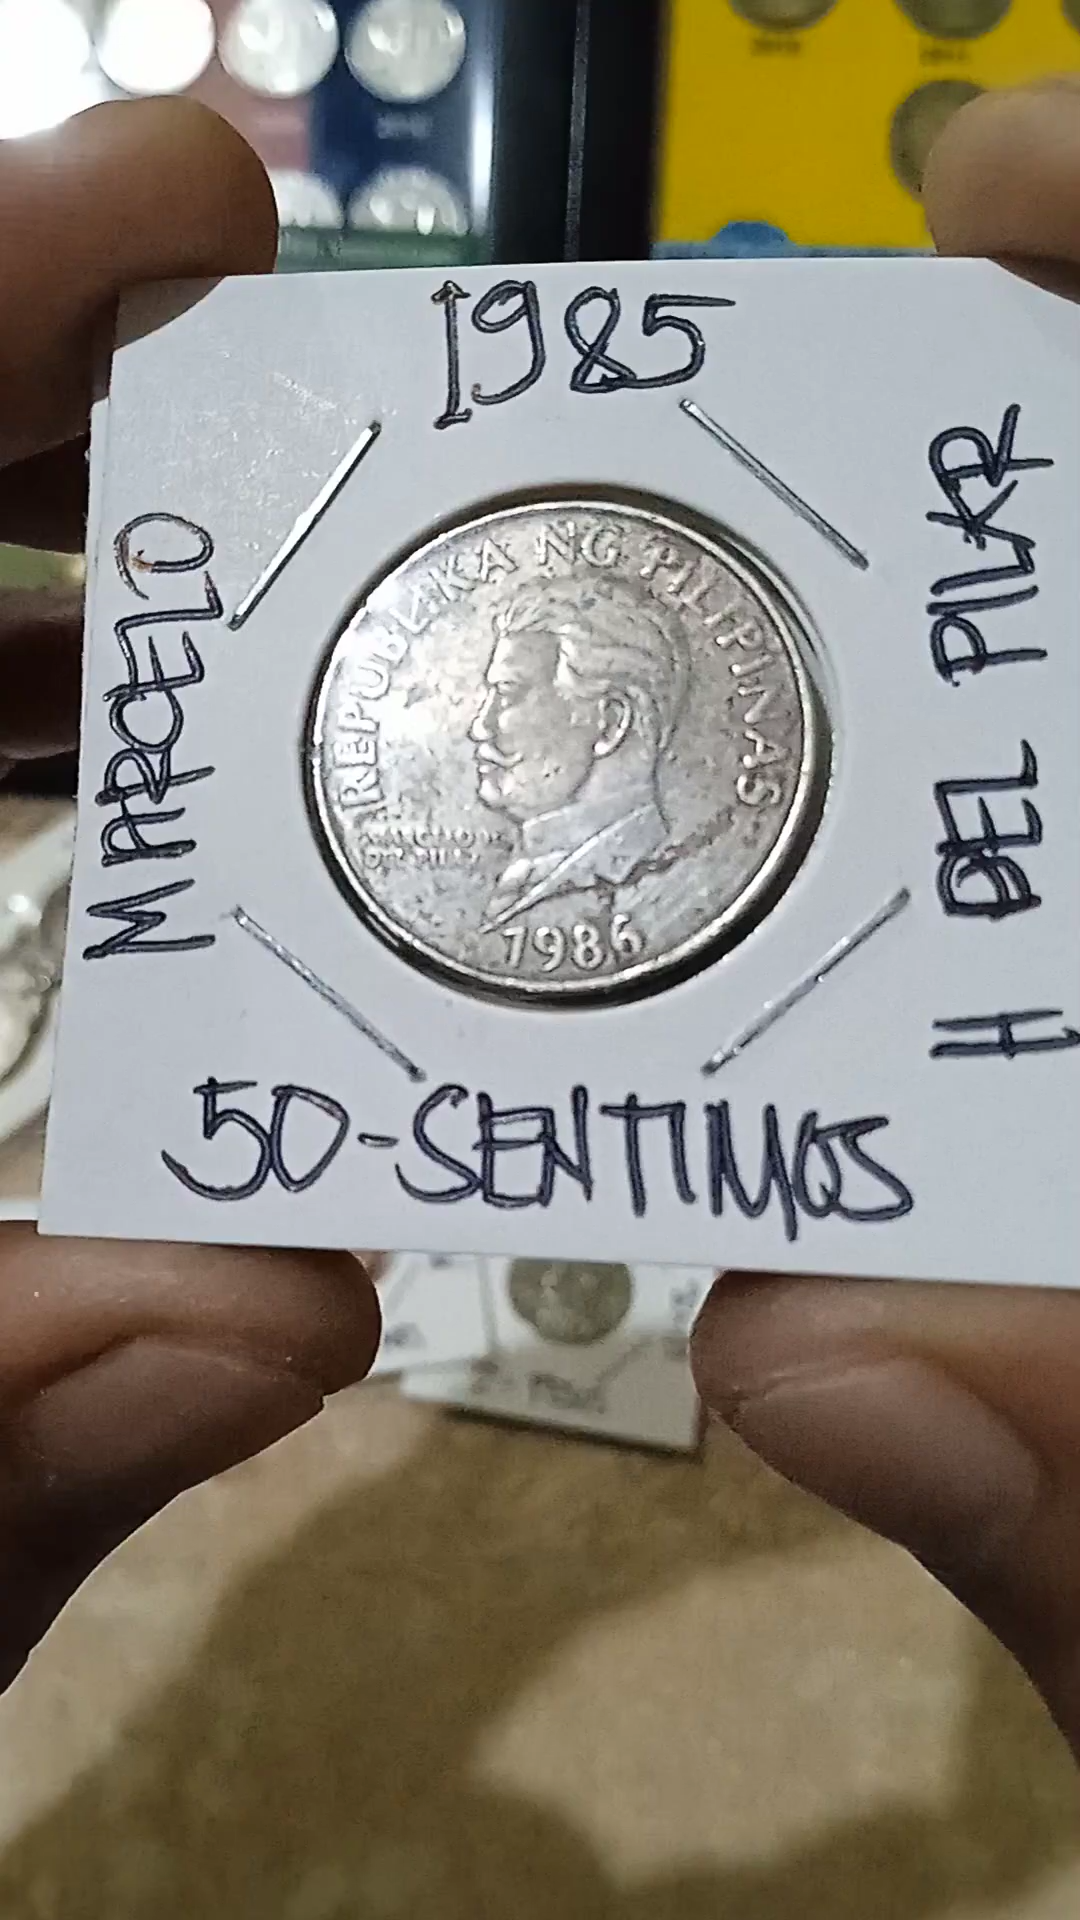 1985
MARCELO
REPUBLIKA NG PILIPINAS
1986
H DEL PILAR
50-SENTIMOS